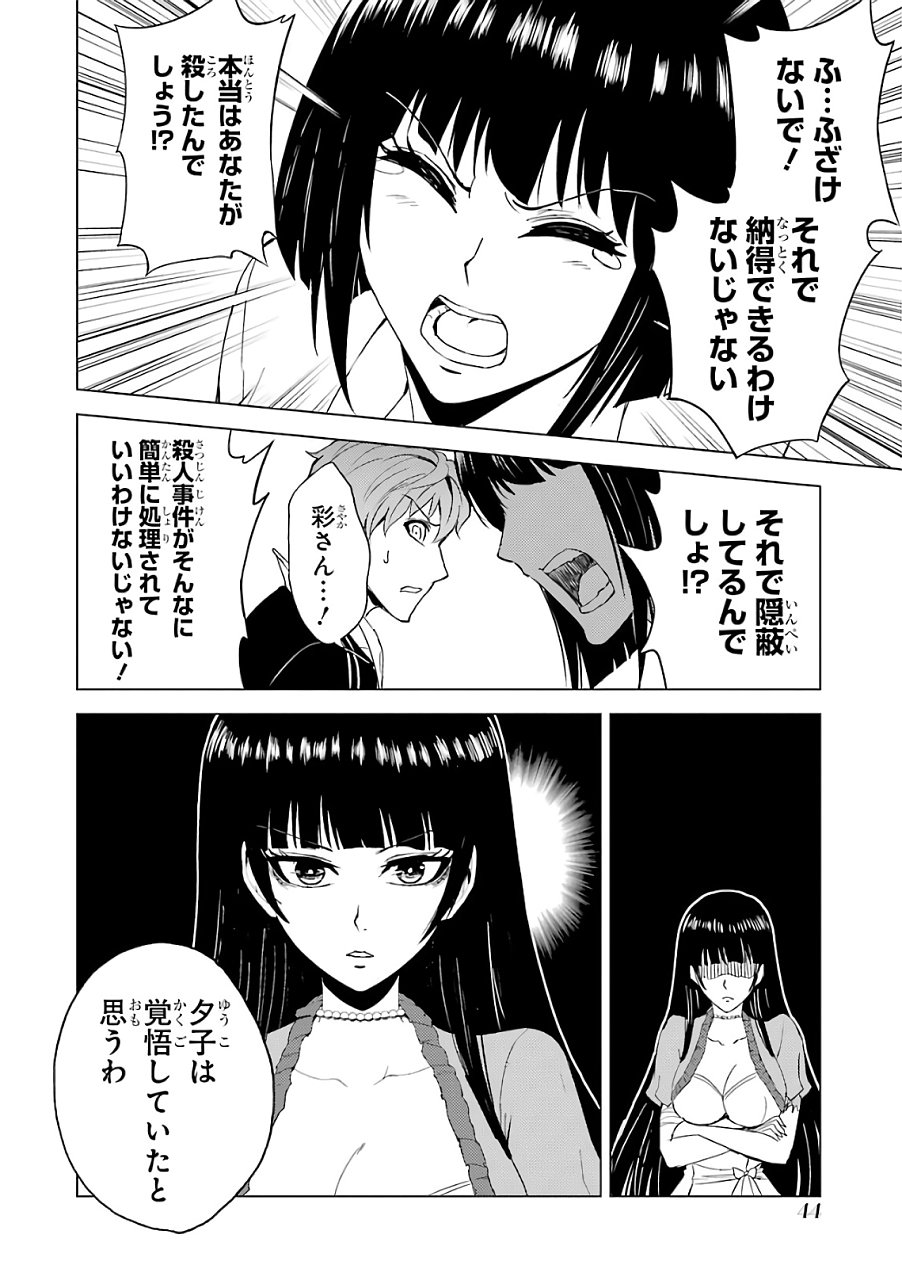 ふ…ふざけ
ないで!
それで
納得できるわけ
ないじゃない
本当はあなたが
殺したんで
しょう!?
それで隠蔽
してるんで
しょ!?
彩さん…!
殺人事件がそんなに
簡単に処理されて
いいわけないじゃない!
夕子は
覚悟していたと
思うわ
44